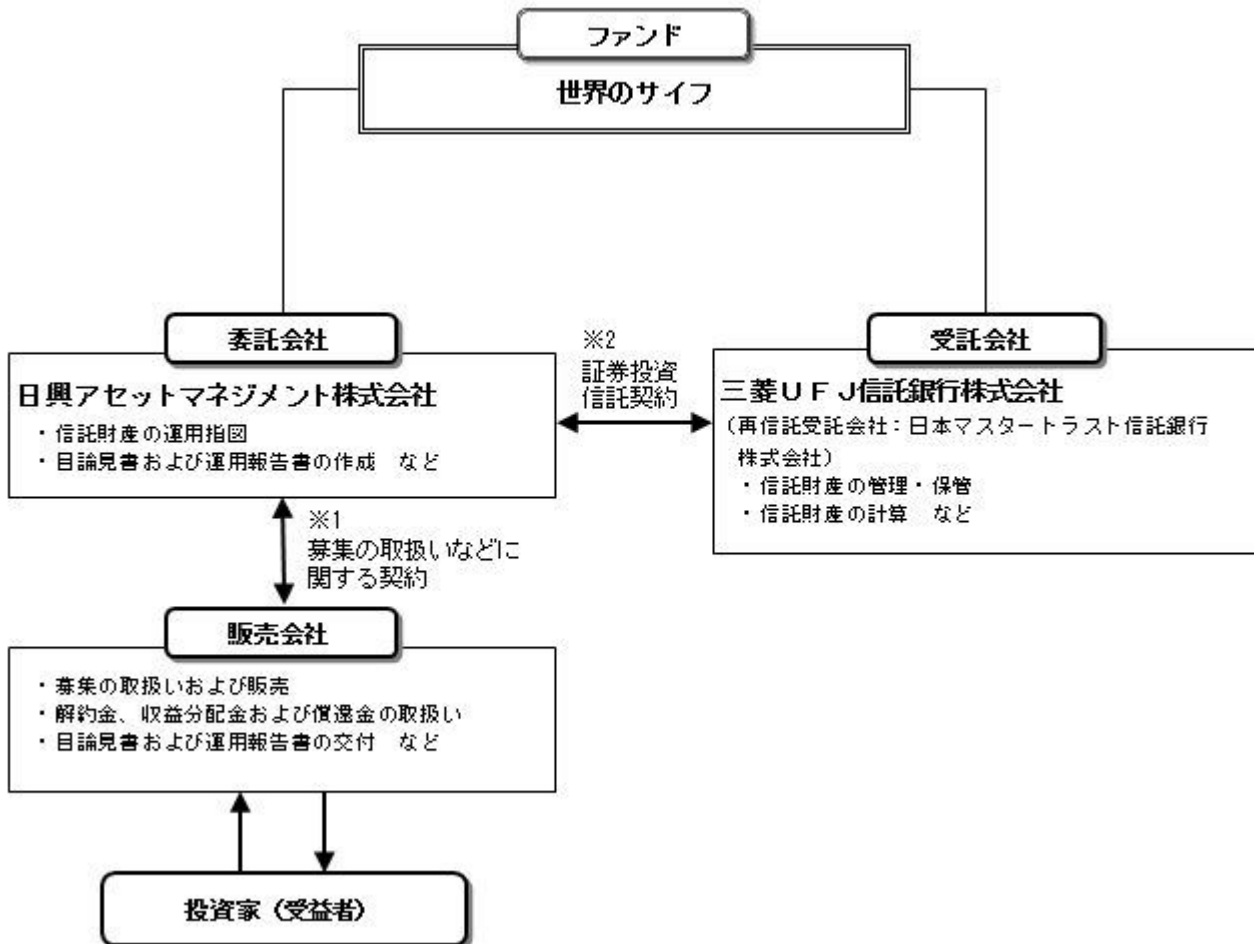 ファンド
世界のサイフ
委託会社
日興アセットマネジメント株式会社
・信託財産の運用指図
・目論見書および運用報告書の作成　など
※2
証券投資
信託契約
受託会社
三菱ＵＦＪ信託銀行株式会社
(再信託受託会社：日本マスタートラスト信託銀行
株式会社)
・信託財産の管理・保管
・信託財産の計算　など
※1
募集の取扱いなどに
関する契約
販売会社
・募集の取扱いおよび販売
・解約金、収益分配金および償還金の取扱い
・目論見書および運用報告書の交付　など
投資家（受益者）